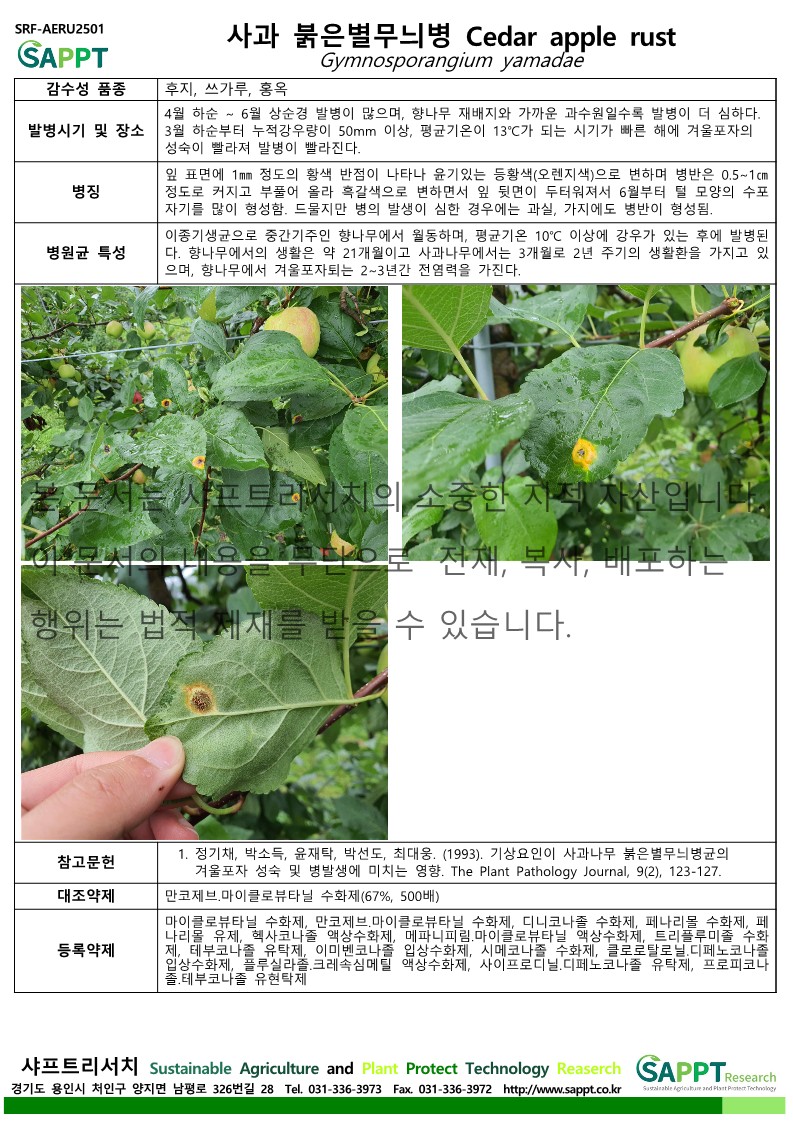 SRF-AERU2501
SAPPT
사과 붉은별무늬병 Cedar apple rust
Gymnosporangium yamadae
감수성 품종
후지, 쓰가루, 홍옥
발병시기 및 장소
4월 하순 ~ 6월 상순경 발병이 많으며, 향나무 재배지와 가까운 과수원일수록 발병이 더 심하다.
3월 하순부터 누적강우량이 50mm 이상, 평균기온이 13℃가 되는 시기가 빠른 해에 겨울포자의
성숙이 빨라져 발병이 빨라진다.
병징
잎 표면에 1㎜ 정도의 황색 반점이 나타나 윤기있는 등황색(오렌지색)으로 변하며 병반은 0.5~1㎝
정도로 커지고 부풀어 올라 흑갈색으로 변하면서 잎 뒷면이 두터워져서 6월부터 털 모양의 수포
자기를 많이 형성함. 드물지만 병의 발생이 심한 경우에는 과실, 가지에도 병반이 형성됨.
병원균 특성
이종기생균으로 중간기주인 향나무에서 월동하며, 평균기온 10℃ 이상에 강우가 있는 후에 발병된
다. 향나무에서의 생활은 약 21개월이고 사과나무에서는 3개월로 2년 주기의 생활환을 가지고 있
으며, 향나무에서 겨울포자퇴는 2~3년간 전염력을 가진다.
본 문서는 샤프트리서치의 소중한 지적 자산입니다
이 문서의 내용을 무단으로 전재, 복사, 배포하는
행위는 법적 제재를 받을 수 있습니다.
참고문헌
1. 정기채, 박소득, 윤재탁, 박선도, 최대웅. (1993). 기상요인이 사과나무 붉은별무늬병균의
겨울포자 성숙 및 병발생에 미치는 영향. The Plant Pathology Journal, 9(2), 123-127.
대조약제
만코제브.마이클로뷰타닐 수화제(67%, 500배)
등록약제
마이클로뷰타닐 수화제, 만코제브.마이클로뷰타닐 수화제, 디니코나졸 수화제, 페나리몰 수화제, 페
나리몰 유제, 헥사코나졸 액상수화제, 메파니피림.마이클로뷰타닐 액상수화제, 트리플루미졸 수화
제, 테부코나졸 유탁제, 이미벤코나졸 입상수화제, 시메코나졸 수화제, 클로로탈로닐.디페노코나졸
입상수화제, 플루실라졸.크레속심메틸 액상수화제, 사이프로디닐.디페노코나졸 유탁제, 프로피코나
졸.테부코나졸 유현탁제
샤프트리서치 Sustainable Agriculture and Plant Protect Technology Reaserch
경기도 용인시 처인구 양지면 남평로 326번길 28 Tel. 031-336-3973 Fax. 031-336-3972 http://www.sappt.co.kr
SAPPT Research
Sustainable Agriculture and Plant Protect Technology